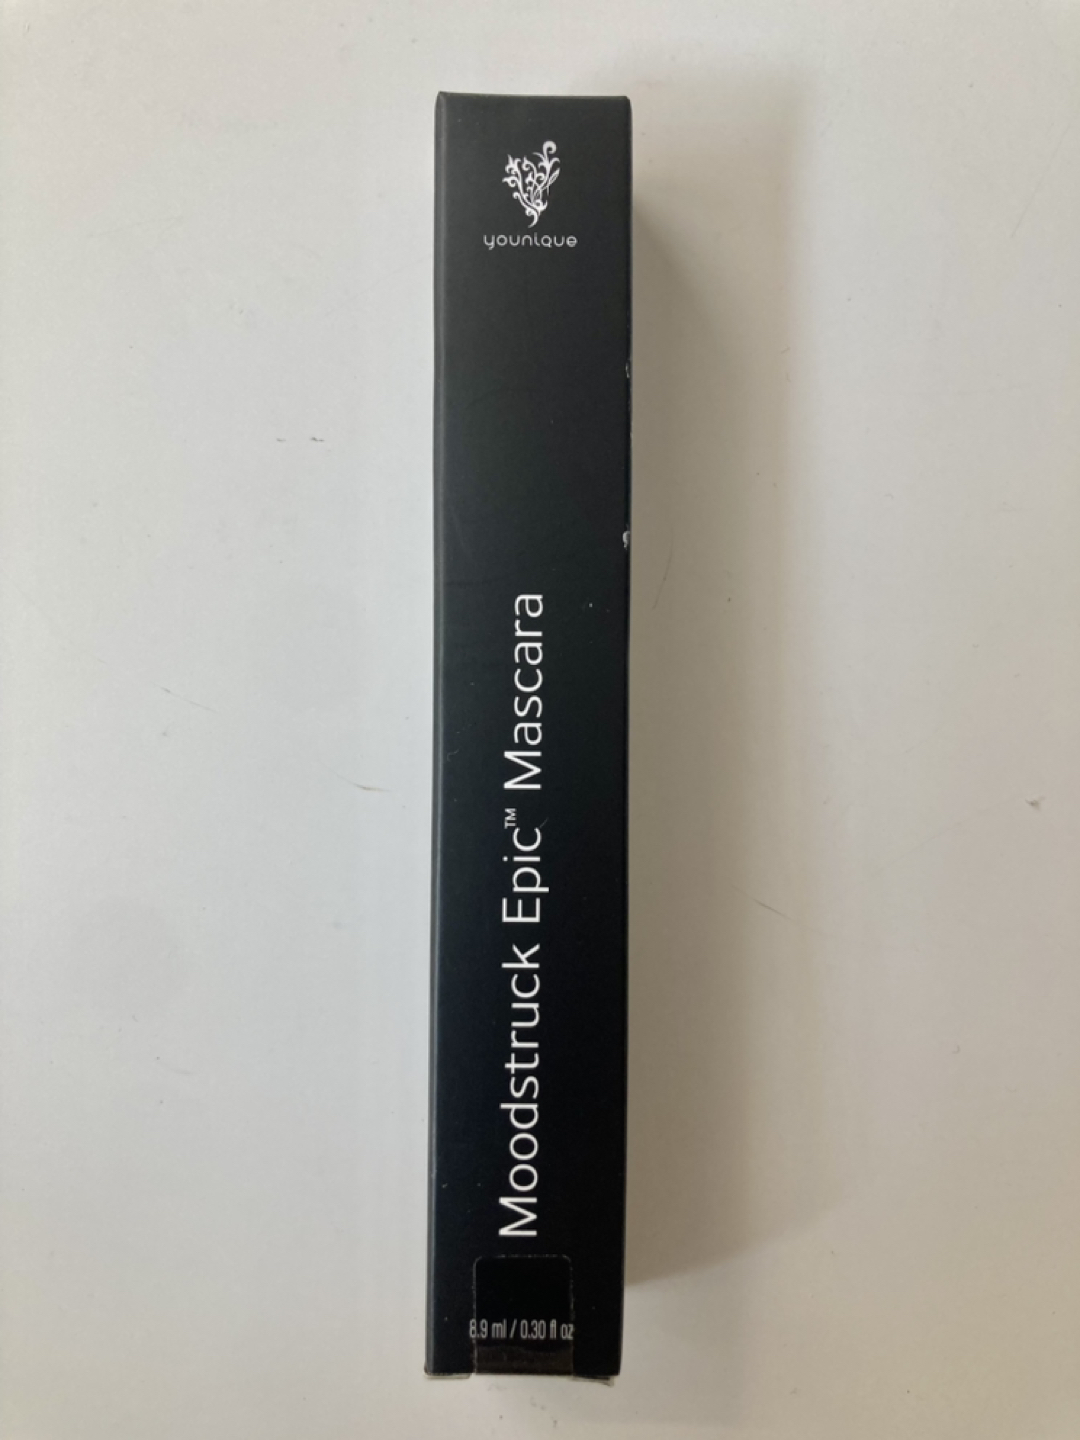 younique
Moodstruck Epic™ Mascara
8.9 ml / 0.30 fl oz